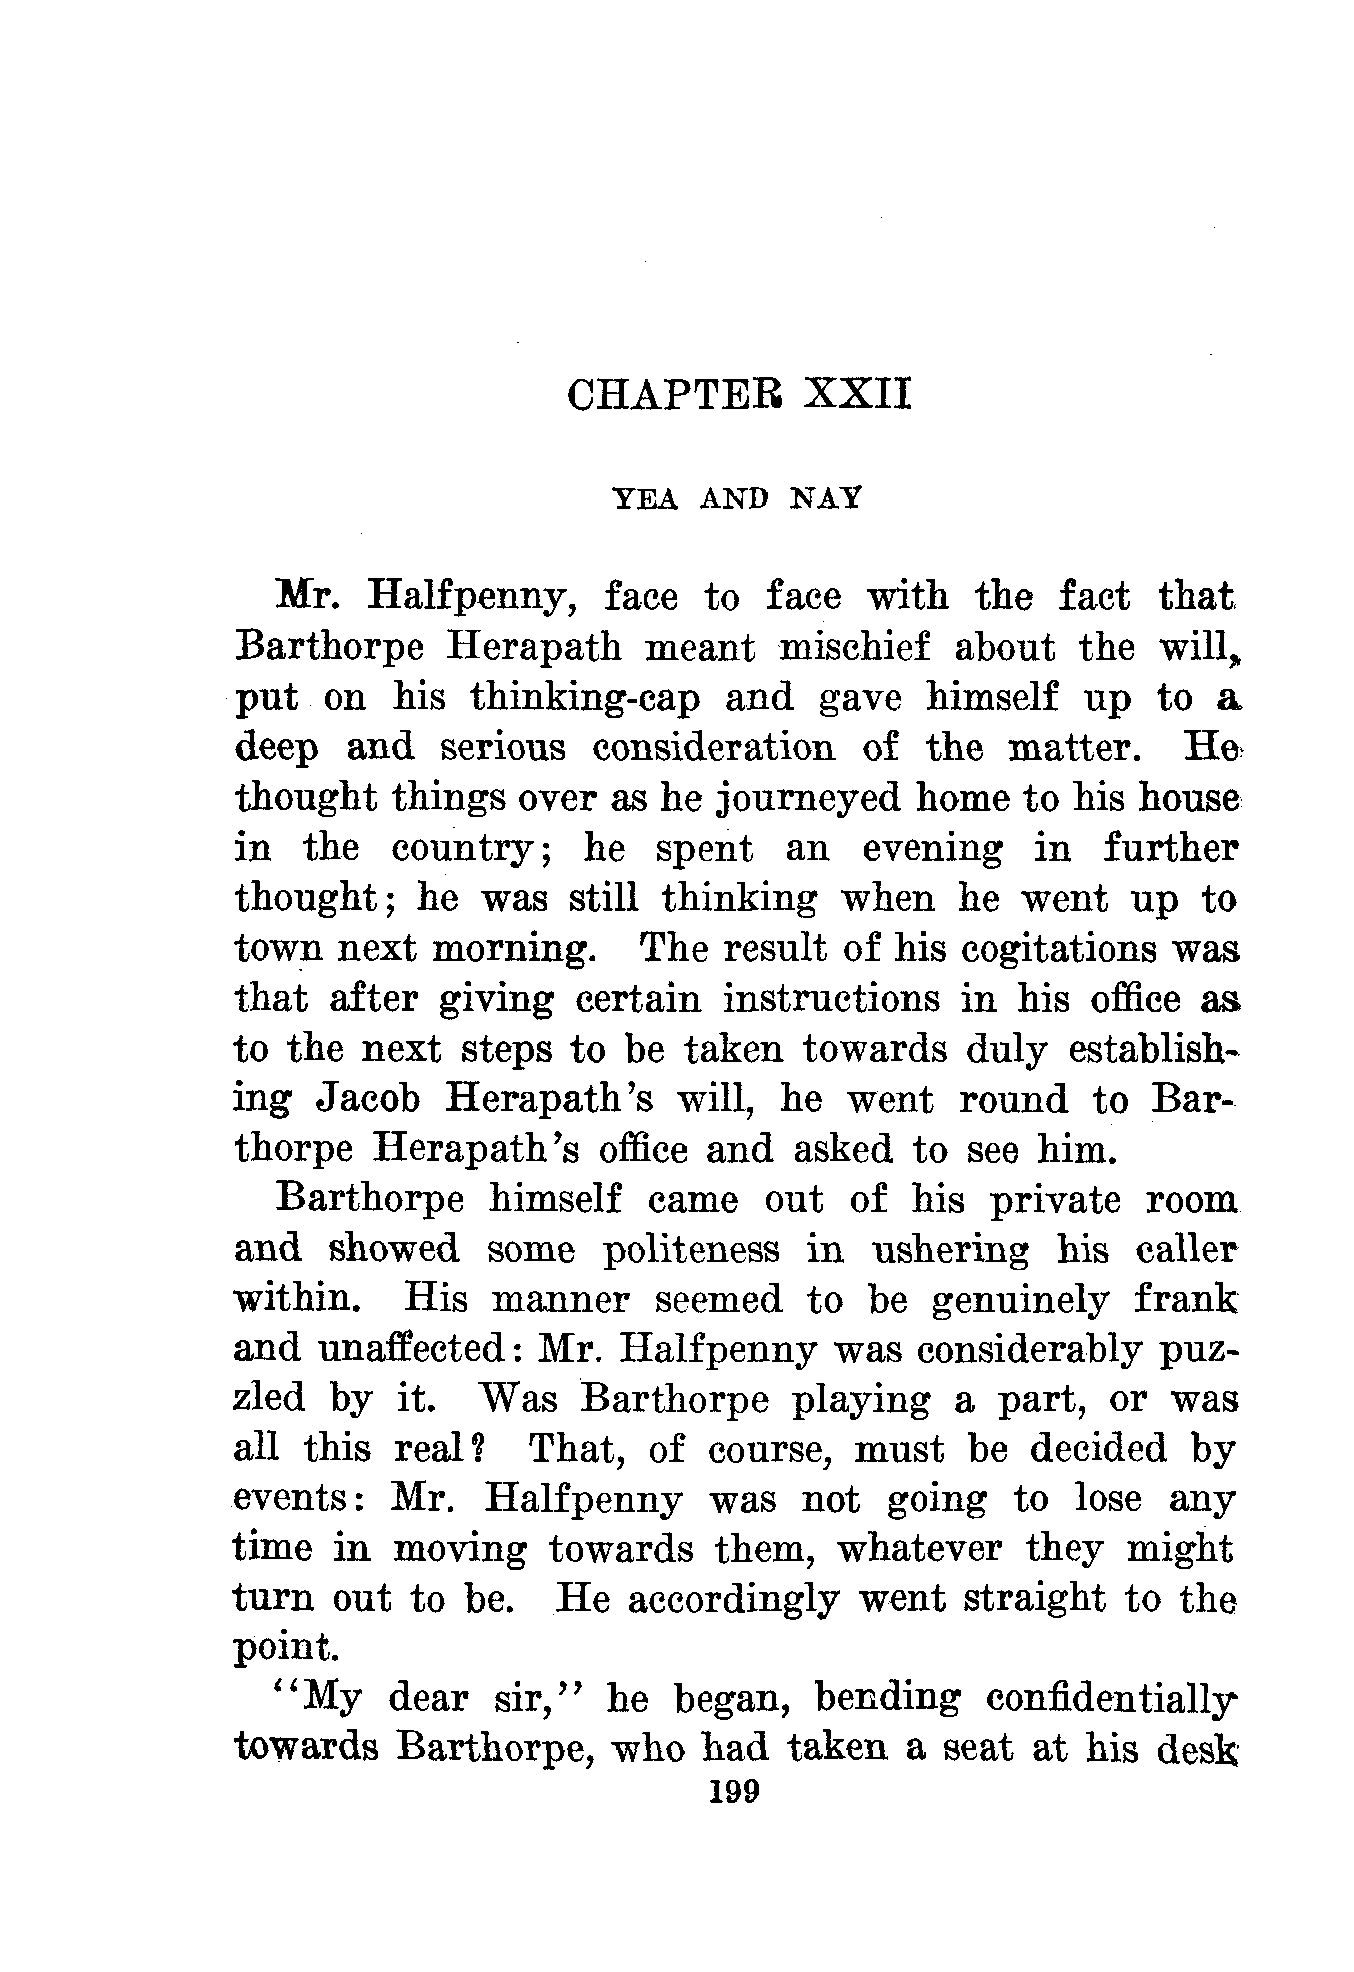 CHAPTER XXII
YEA AND NAY
Mr. Halfpenny, face to face with the fact that
Barthorpe Herapath meant mischief about the will,
put on his thinking-cap and gave himself up to a
deep and serious consideration of the matter. He
thought things over as he journeyed home to his house
in the country; he spent an evening in further
thought; he was still thinking when he went up to
town next morning. The result of his cogitations was
that after giving certain instructions in his office as
to the next steps to be taken towards duly establish-
ing Jacob Herapath's will, he went round to Bar-
thorpe Herapath's office and asked to see him.
Barthorpe himself came out of his private room
and showed some politeness in ushering his caller
within. His manner seemed to be genuinely frank
and unaffected: Mr. Halfpenny was considerably puz-
zled by it. Was Barthorpe playing a part, or was
all this real? That, of course, must be decided by
events: Mr. Halfpenny was not going to lose any
time in moving towards them, whatever they might
turn out to be. He accordingly went straight to the
point.
"My dear sir," he began, bending confidentially
towards Barthorpe, who had taken a seat at his desk
199